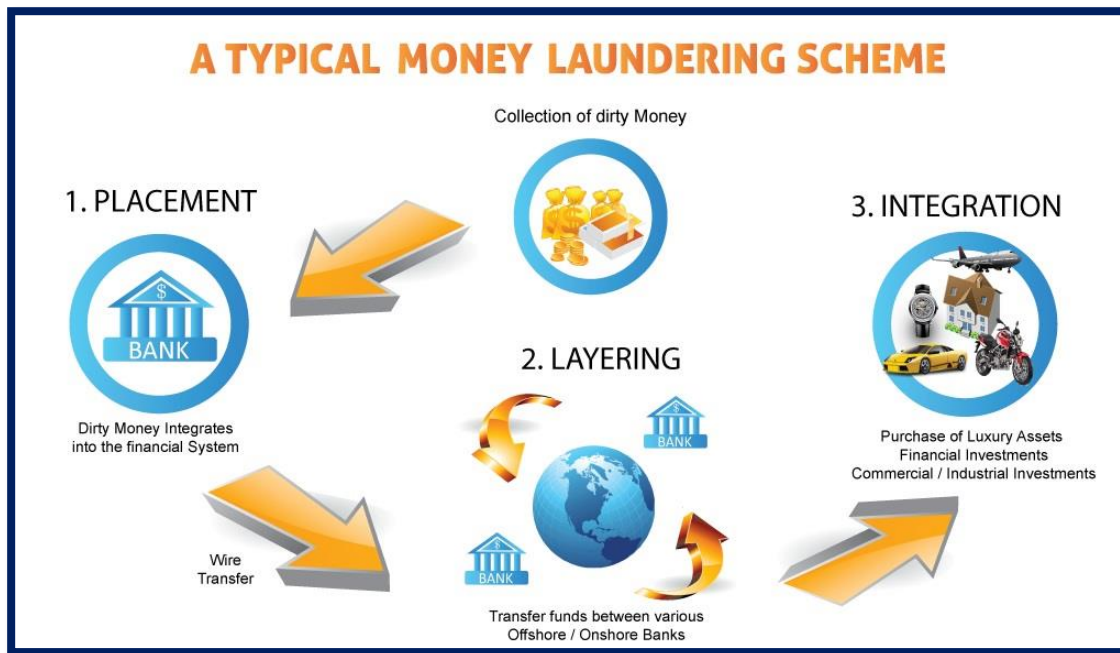 A TYPICAL MONEY LAUNDERING SCHEME
Collection of dirty Money
1. PLACEMENT
$
BANK
Dirty Money Integrates
into the financial System
Wire
Transfer
2. LAYERING
$
BANK
$
BANK
Transfer funds between various
Offshore / Onshore Banks
3. INTEGRATION
Purchase of Luxury Assets
Financial Investments
Commercial / Industrial Investments